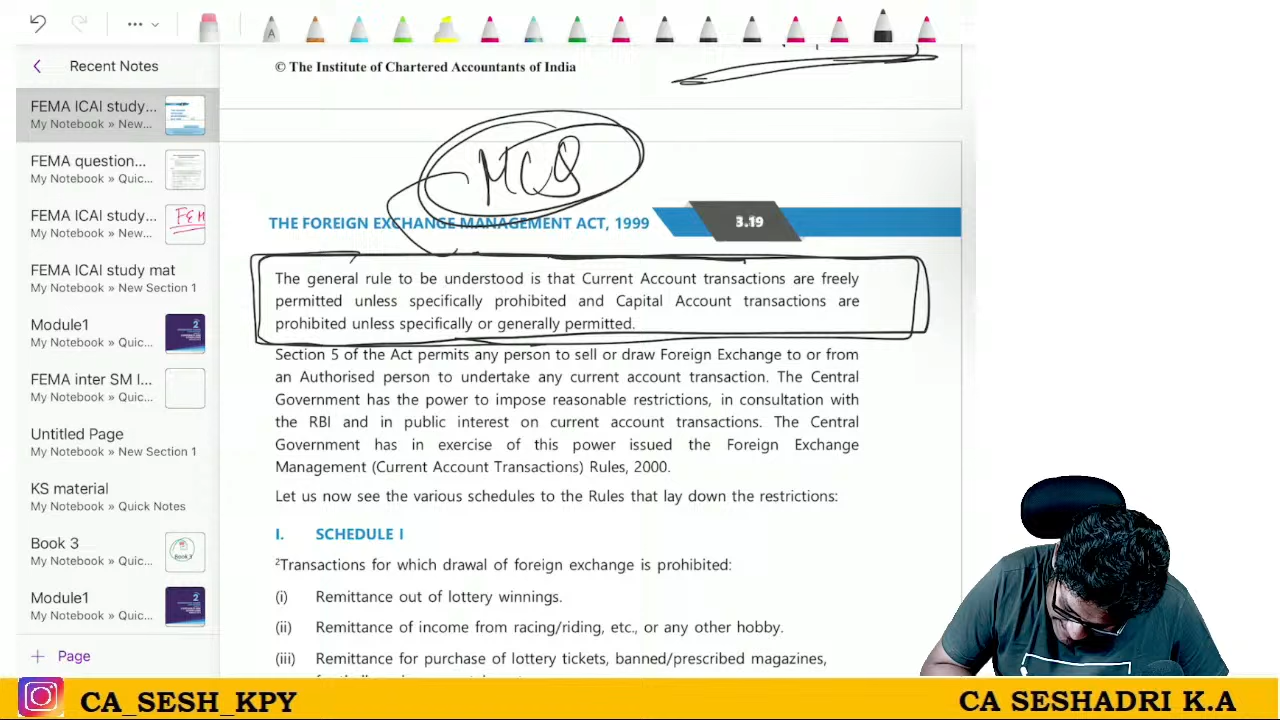 A
Recent Notes
© The Institute of Chartered Accountants of India
FEMA ICAI study...
My Notebook » New...
FEMA question...
My Notebook » Quic...
FEMA ICAI study...
My Notebook » New...
FEM
FEMA ICAI study mat
My Notebook » New Section 1
Module1
My Notebook » Quic...
2
FEMA inter SM I...
My Notebook » Quic...
Untitled Page
My Notebook » New Section 1
KS material
My Notebook » Quick Notes
Book 3
My Notebook » Quic...
Book 3
Module1
My Notebook » Quic...
2
+ Page
MCQ
THE FOREIGN EXCHANGE MANAGEMENT ACT, 1999
3.19
The general rule to be understood is that Current Account transactions are freely
permitted unless specifically prohibited and Capital Account transactions are
prohibited unless specifically or generally permitted.
Section 5 of the Act permits any person to sell or draw Foreign Exchange to or from
an Authorised person to undertake any current account transaction. The Central
Government has the power to impose reasonable restrictions, in consultation with
the RBI and in public interest on current account transactions. The Central
Government has in exercise of this power issued the Foreign Exchange
Management (Current Account Transactions) Rules, 2000.
Let us now see the various schedules to the Rules that lay down the restrictions:
I. SCHEDULE I
²Transactions for which drawal of foreign exchange is prohibited:
(i) Remittance out of lottery winnings.
(ii) Remittance of income from racing/riding, etc., or any other hobby.
(iii) Remittance for purchase of lottery tickets, banned/prescribed magazines,
CA_SESH_KPY
CA SESHADRI K.A